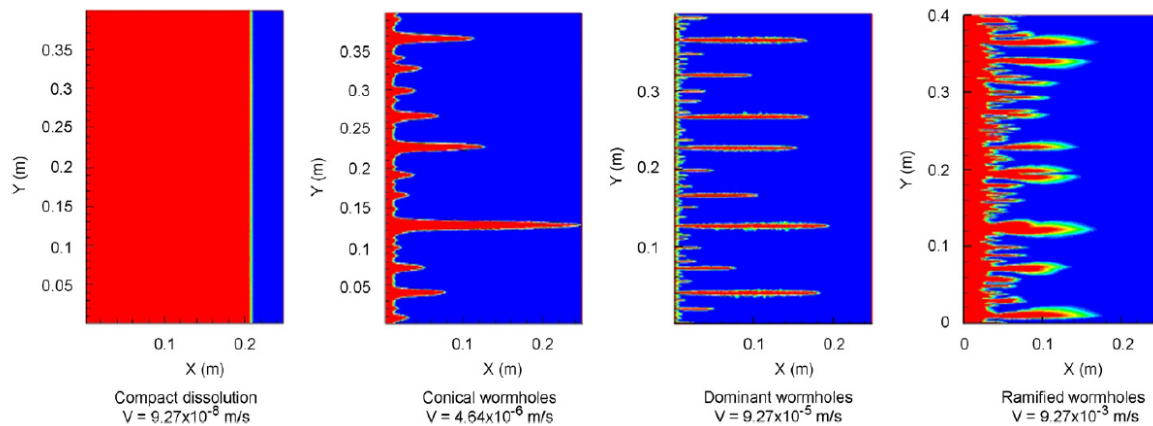 0.35
0.3
0.25
0.2
0.15
0.1
0.05
Y (m)
0.1 0.2
X (m)
Compact dissolution
V = 9.27x10⁻⁸ m/s
0.35
0.3
0.25
0.2
0.15
0.1
0.05
Y (m)
0.1 0.2
X (m)
Conical wormholes
V = 4.64x10⁻⁶ m/s
0.3
0.2
0.1
Y (m)
0.1 0.2
X (m)
Dominant wormholes
V = 9.27x10⁻⁵ m/s
0.4
0.3
0.2
0.1
0
Y (m)
0 0.1 0.2
X (m)
Ramified wormholes
V = 9.27x10⁻³ m/s